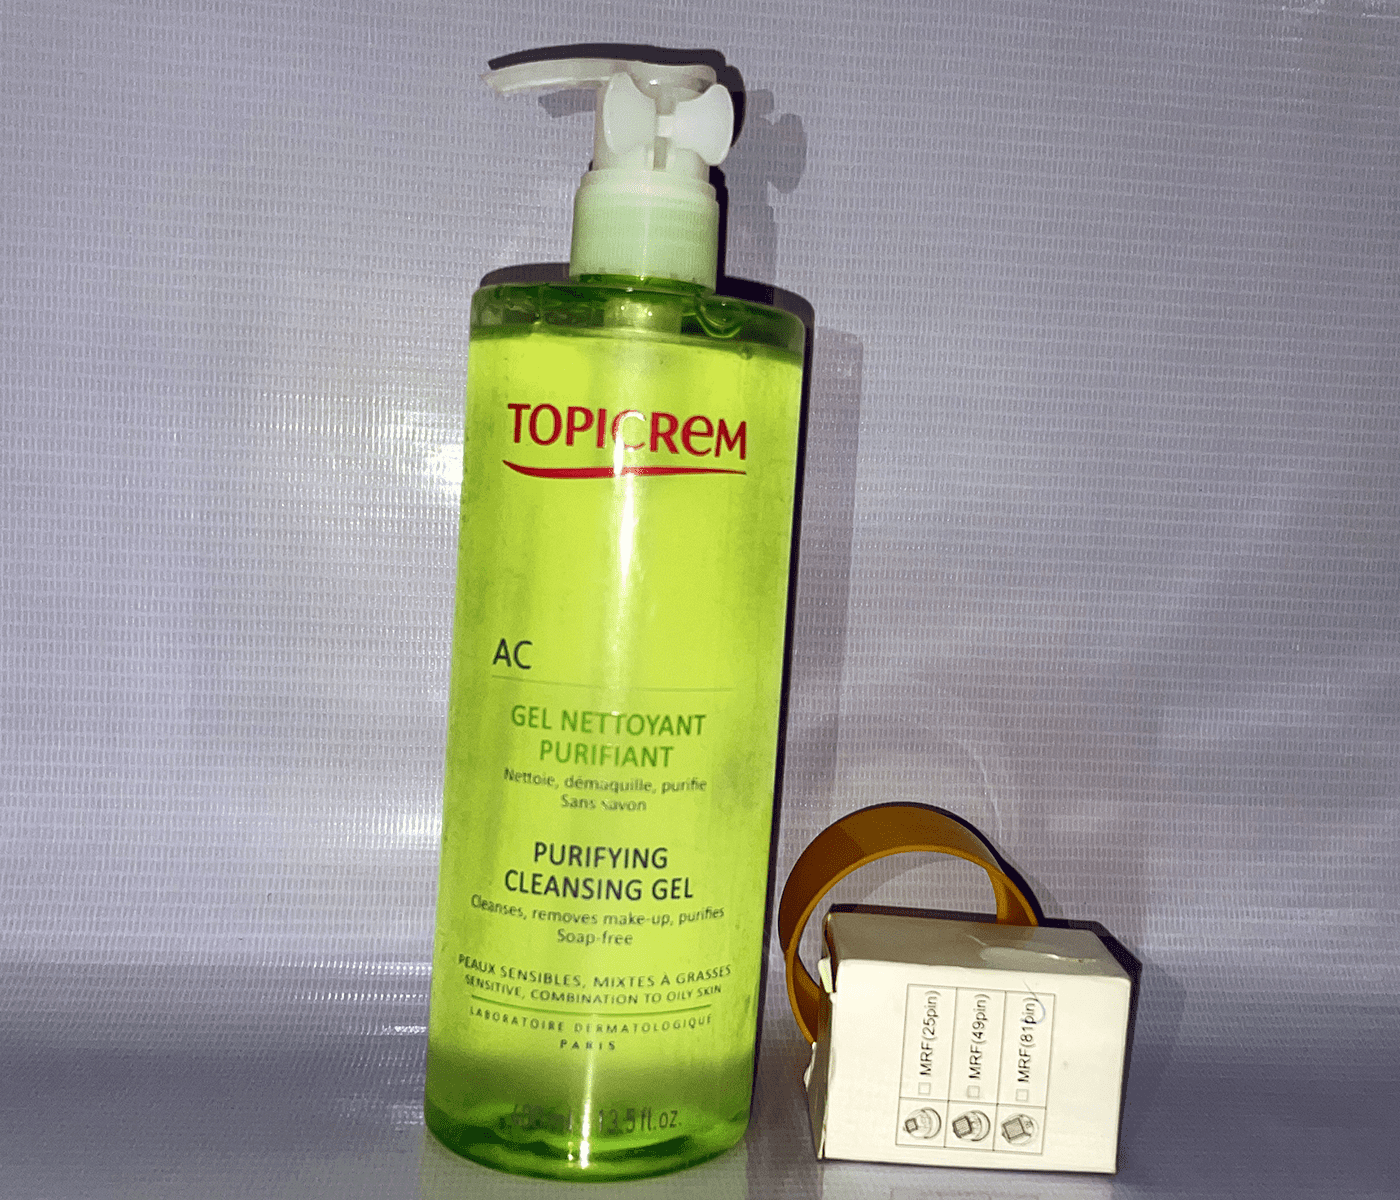 TOPICREM
AC
GEL NETTOYANT
PURIFIANT
Nettoie, démaquille, purifie
Sans savon
PURIFYING
CLEANSING GEL
Cleanses, removes make-up, purifies
Soap-free
PEAUX SENSIBLES, MIXTES À GRASSES
SENSITIVE, COMBINATION TO OILY SKIN
LABORATOIRE DERMATOLOGIQUE
PARIS
13.5 fl.oz.
MRF(25pin)
MRF(49pin)
MRF(81pin)